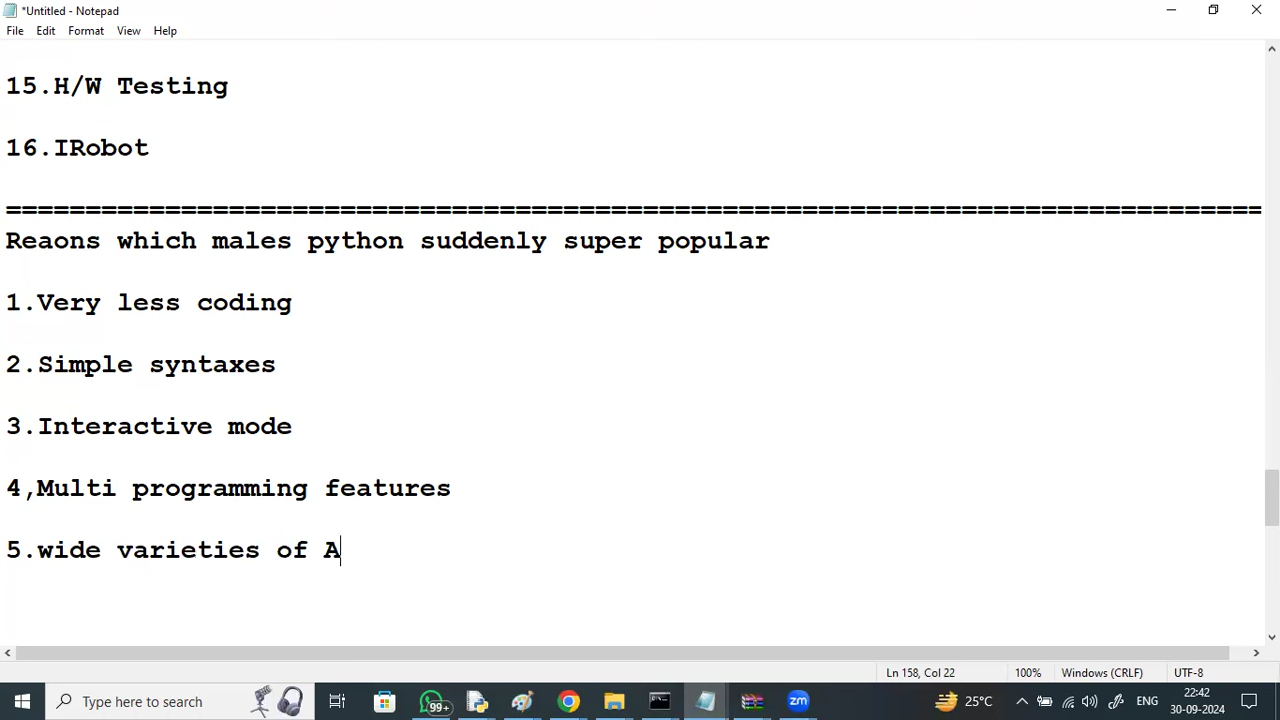 *Untitled - Notepad
File Edit Format View Help
15.H/W Testing
16.IRobot
================================================================================
Reaons which males python suddenly super popular
1.Very less coding
2.Simple syntaxes
3.Interactive mode
4,Multi programming features
5.wide varieties of A
Ln 158, Col 22 100% Windows (CRLF) UTF-8
Type here to search 99+ zm 25°C ENG 22:42
30-09-2024